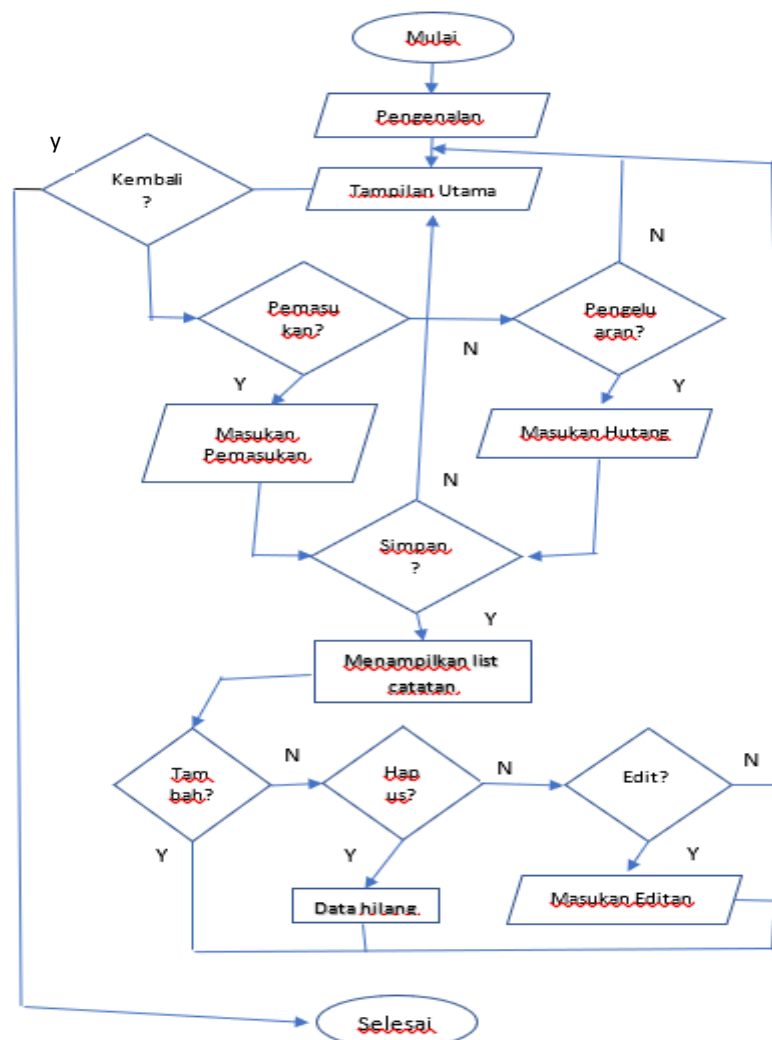 Mulai
Pengenalan
y
Kembali
?
Tampilan Utama
N
Pemasu
kan?
Pengelu
aran?
N
Y
Y
Masukan
Pemasukan
Masukan Hutang
N
Simpan
?
Y
Menampilkan list
catatan
Tam
bah?
N
Hap
us?
N
Edit?
N
Y
Y
Y
Data hilang
Masukan Editan
Selesai